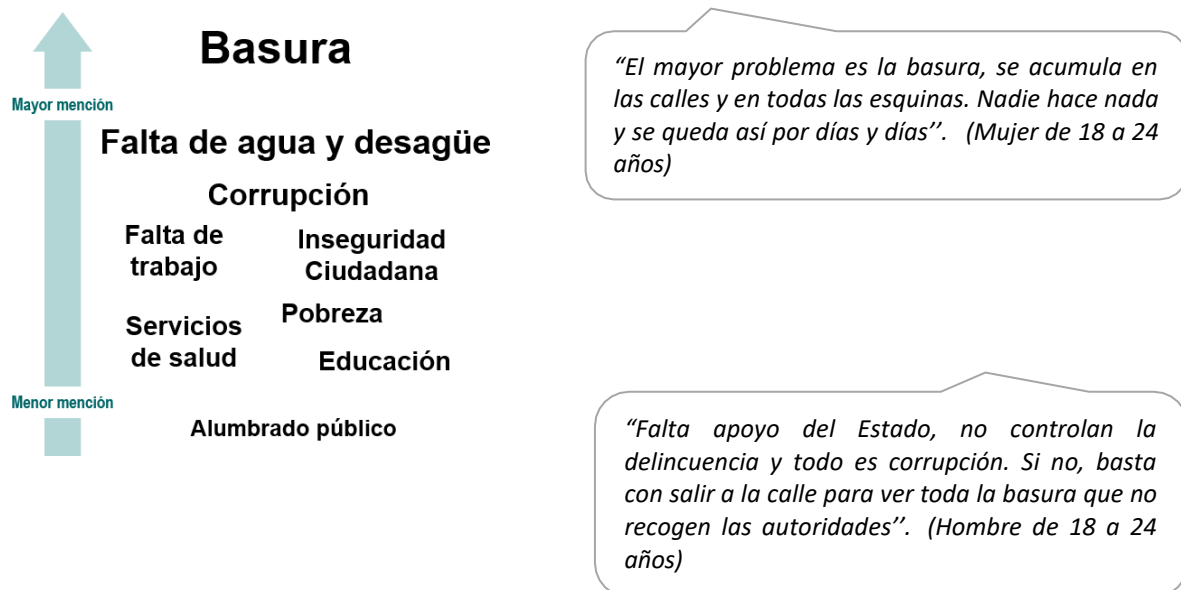 Basura
Mayor mención
Falta de agua y desagüe
Corrupción
Falta de
trabajo
Inseguridad
Ciudadana
Pobreza
Servicios
de salud
Educación
Menor mención
Alumbrado público
“El mayor problema es la basura, se acumula en
las calles y en todas las esquinas. Nadie hace nada
y se queda así por días y días’’. (Mujer de 18 a 24
años)
“Falta apoyo del Estado, no controlan la
delincuencia y todo es corrupción. Si no, basta
con salir a la calle para ver toda la basura que no
recogen las autoridades’’. (Hombre de 18 a 24
años)